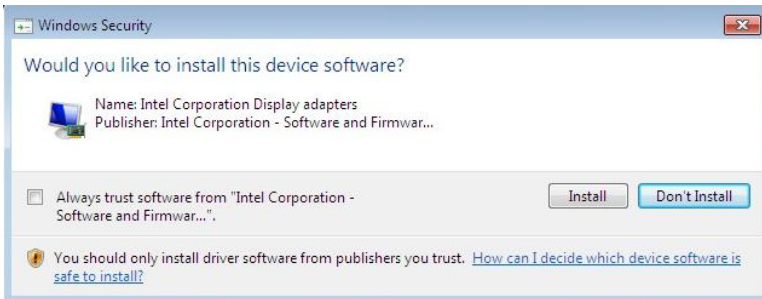 Windows Security
Would you like to install this device software?
Name: Intel Corporation Display adapters
Publisher: Intel Corporation - Software and Firmwar...
Always trust software from "Intel Corporation -
Software and Firmwar...".
Install
Don't Install
You should only install driver software from publishers you trust. How can I decide which device software is
safe to install?